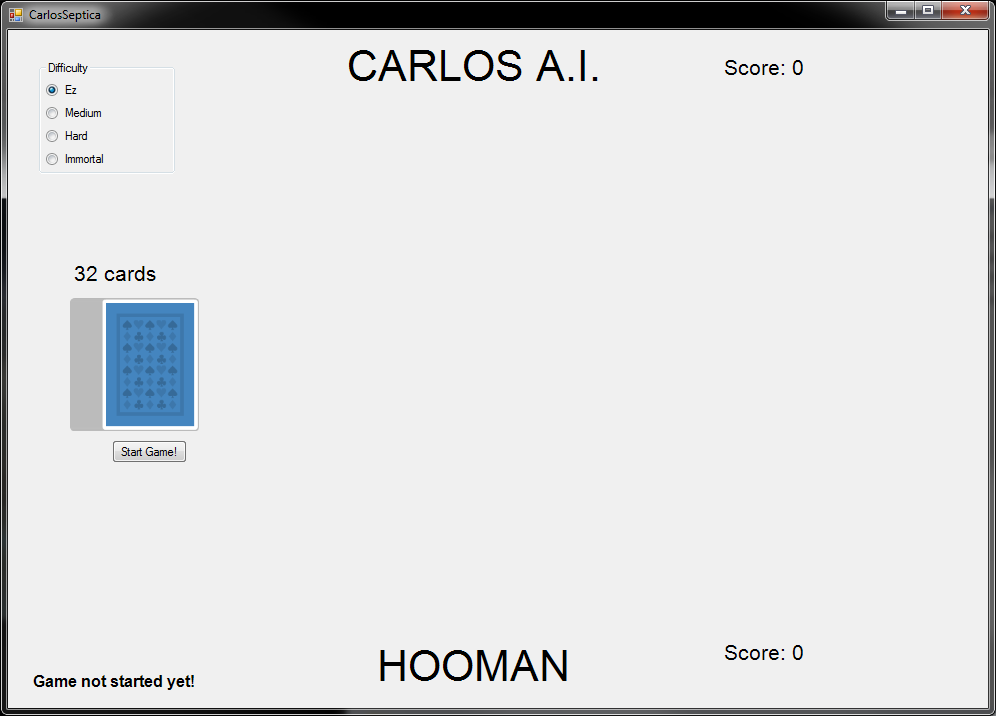 CarlosSeptica
CARLOS A.I.
Score: 0
Difficulty
Ez
Medium
Hard
Immortal
32 cards
Start Game!
HOOMAN
Score: 0
Game not started yet!